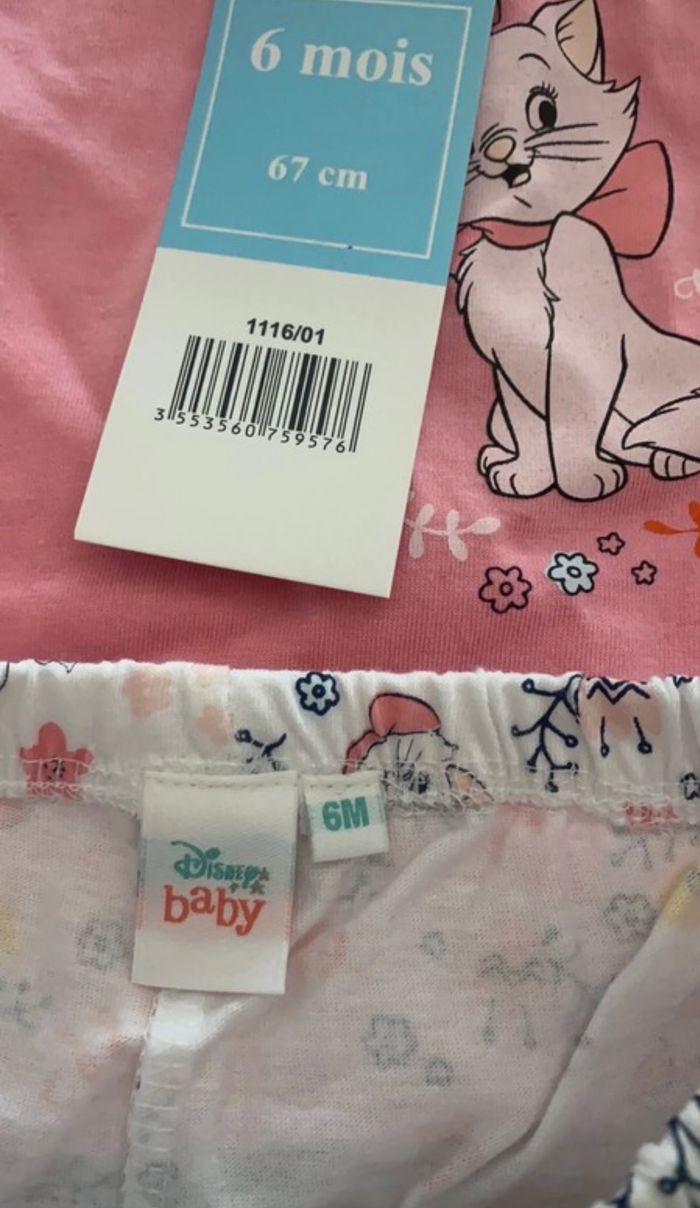 6 mois
67 cm
1116/01
3 553560 759576
6M
Disney
baby